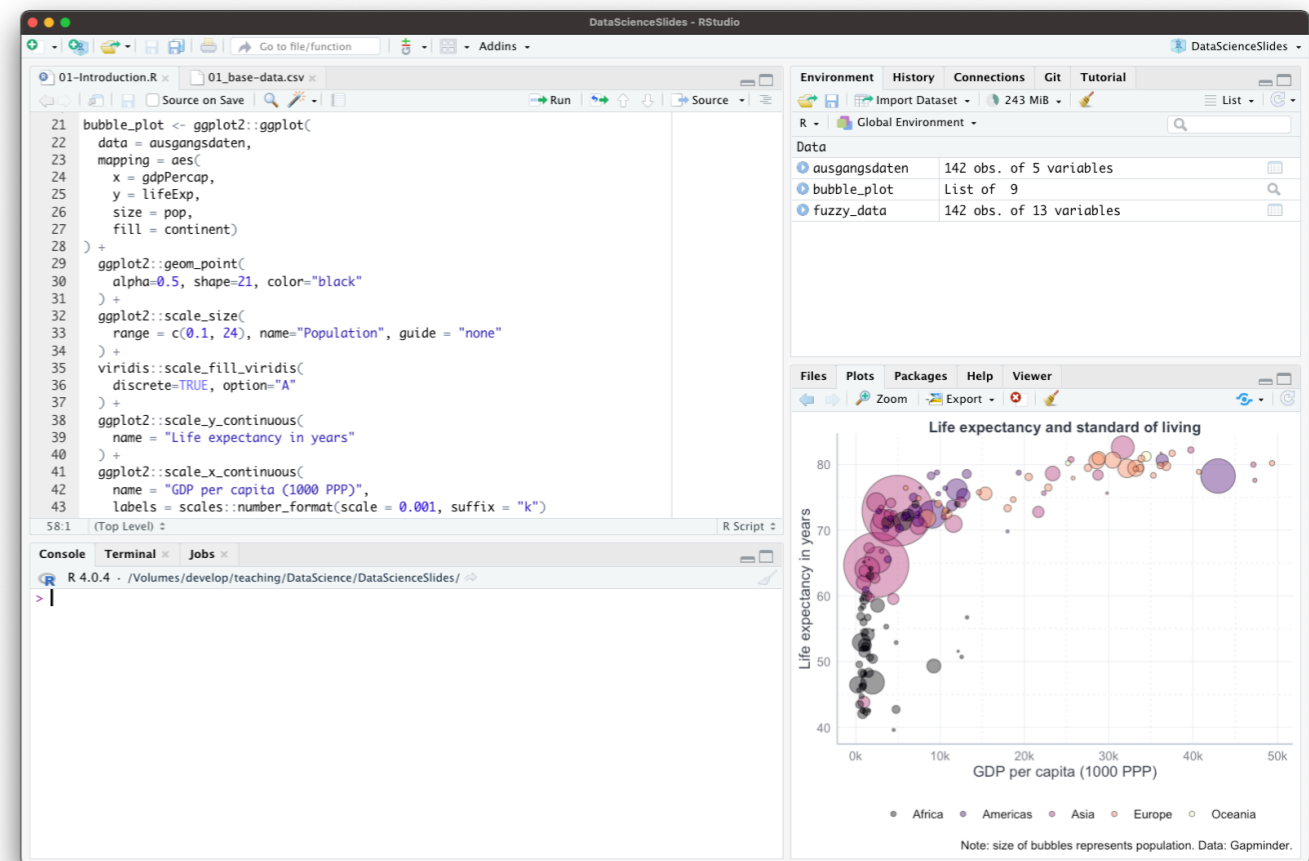 DataScienceSlides - RStudio
Go to file/function
Addins
DataScienceSlides
01-Introduction.R
01_base-data.csv
Source on Save
Run
Source
21 bubble_plot <- ggplot2::ggplot(
22 data = ausgangsdaten,
23 mapping = aes(
24 x = gdpPercap,
25 y = lifeExp,
26 size = pop,
27 fill = continent)
28 ) +
29 ggplot2::geom_point(
30 alpha=0.5, shape=21, color="black"
31 ) +
32 ggplot2::scale_size(
33 range = c(0.1, 24), name="Population", guide = "none"
34 ) +
35 viridis::scale_fill_viridis(
36 discrete=TRUE, option="A"
37 ) +
38 ggplot2::scale_y_continuous(
39 name = "Life expectancy in years"
40 ) +
41 ggplot2::scale_x_continuous(
42 name = "GDP per capita (1000 PPP)",
43 labels = scales::number_format(scale = 0.001, suffix = "k")
58:1 (Top Level) R Script
Console Terminal Jobs
R 4.0.4 · /Volumes/develop/teaching/DataScience/DataScienceSlides/
>
Environment History Connections Git Tutorial
Import Dataset 243 MiB List
R Global Environment
Data
ausgangsdaten 142 obs. of 5 variables
bubble_plot List of 9
fuzzy_data 142 obs. of 13 variables
Files Plots Packages Help Viewer
Zoom Export
Life expectancy and standard of living
Life expectancy in years
80
70
60
50
40
0k 10k 20k 30k 40k 50k
GDP per capita (1000 PPP)
Africa Americas Asia Europe Oceania
Note: size of bubbles represents population. Data: Gapminder.